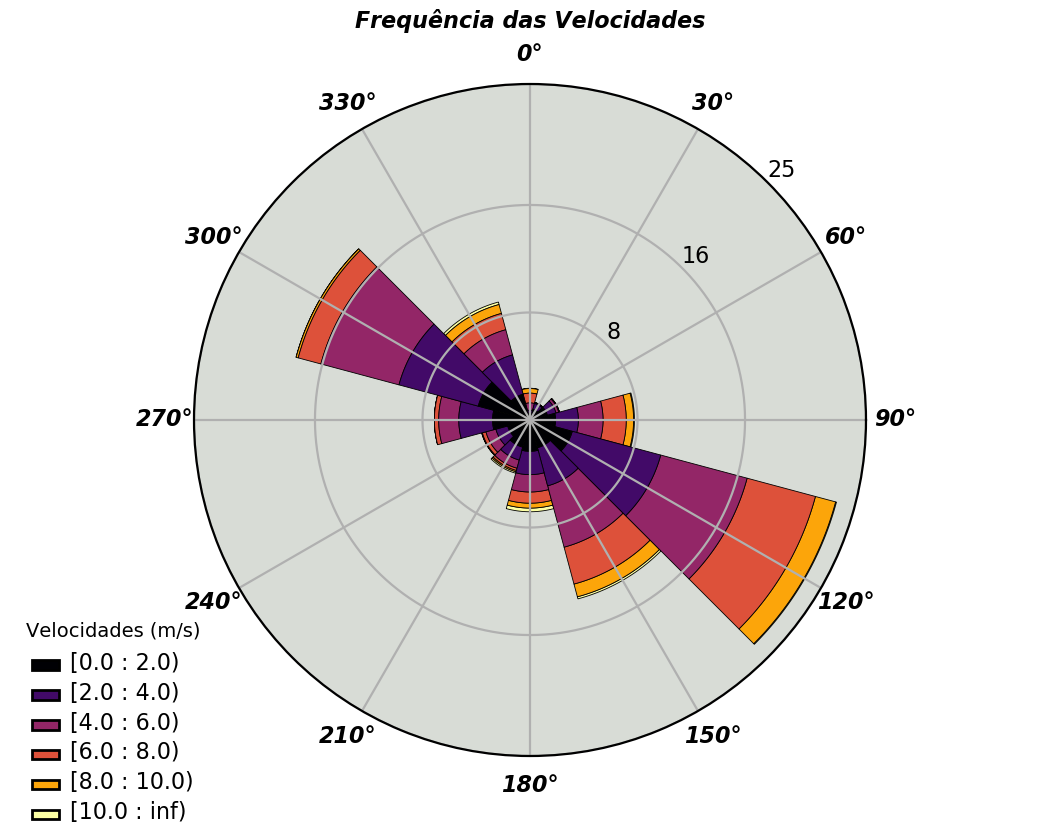 Frequência das Velocidades
0°
330°
30°
25
300°
60°
16
8
270°
90°
240°
120°
210°
150°
180°
Velocidades (m/s)
[0.0 : 2.0)
[2.0 : 4.0)
[4.0 : 6.0)
[6.0 : 8.0)
[8.0 : 10.0)
[10.0 : inf)